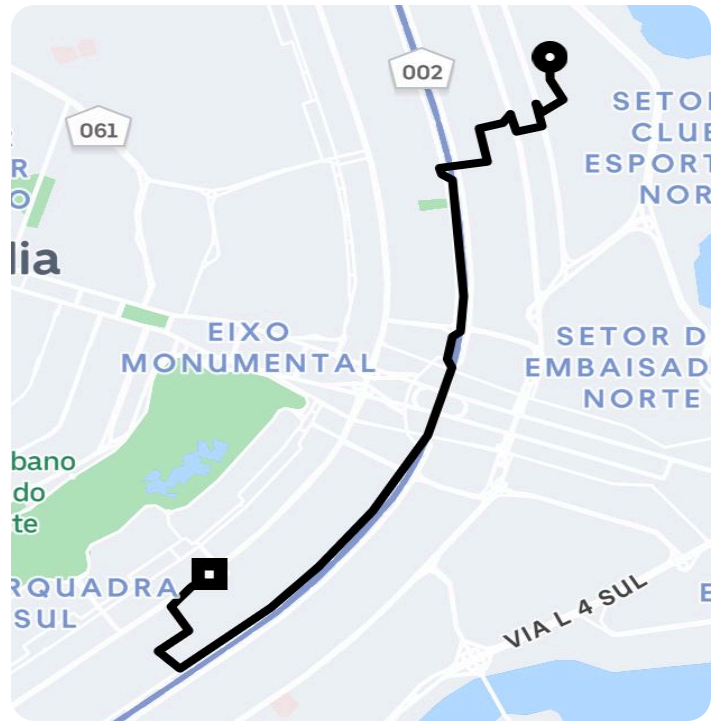 002
061
SETO
CLUB
ESPORT
NOR
R
O
lia
EIXO
MONUMENTAL
SETOR D
EMBAISAD
NORTE
bano
do
te
RQUADRA
SUL
E
VIA L 4 SUL